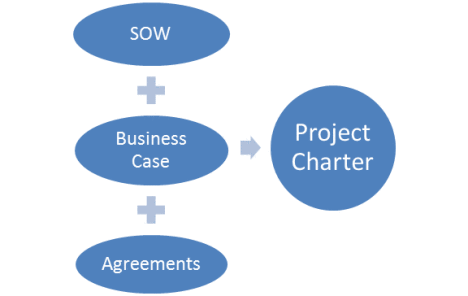 SOW
Business
Case
Agreements
Project
Charter